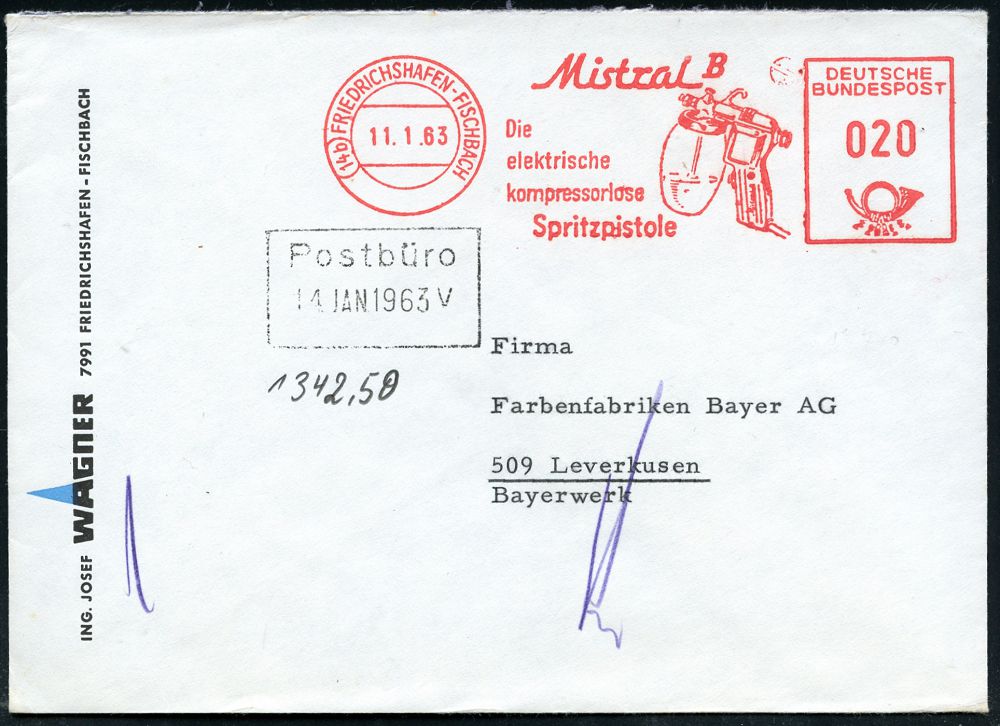 (14b) FRIEDRICHSHAFEN-FISCHBACH
11.1.63
Mistral B
Die
elektrische
kompressorlose
Spritzpistole
DEUTSCHE
BUNDESPOST
020
Postbüro
14 JAN 1963 V
1342,50
Firma
Farbenfabriken Bayer AG
509 Leverkusen
Bayerwerk
ING. JOSEF WAGNER 7991 FRIEDRICHSHAFEN - FISCHBACH